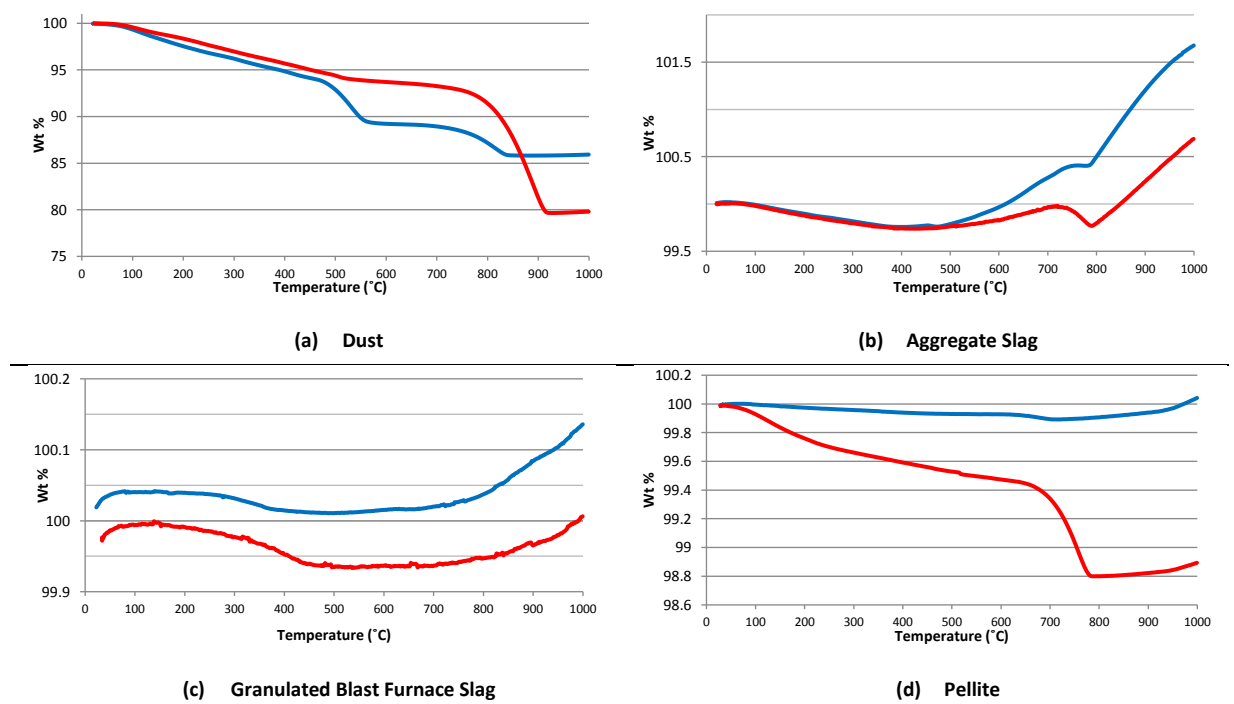 100
95
90
85
80
75
Wt %
0 100 200 300 400 500 600 700 800 900 1000
Temperature (˚C)
(a) Dust
101.5
101
100.5
99.5
Wt %
0 100 200 300 400 500 600 700 800 900 1000
Temperature (˚C)
(b) Aggregate Slag
100.2
100.1
100
99.9
Wt %
0 100 200 300 400 500 600 700 800 900 1000
Temperature (˚C)
(c) Granulated Blast Furnace Slag
100.2
100
99.8
99.6
99.4
99.2
99
98.8
98.6
Wt %
0 100 200 300 400 500 600 700 800 900 1000
Temperature (˚C)
(d) Pellite